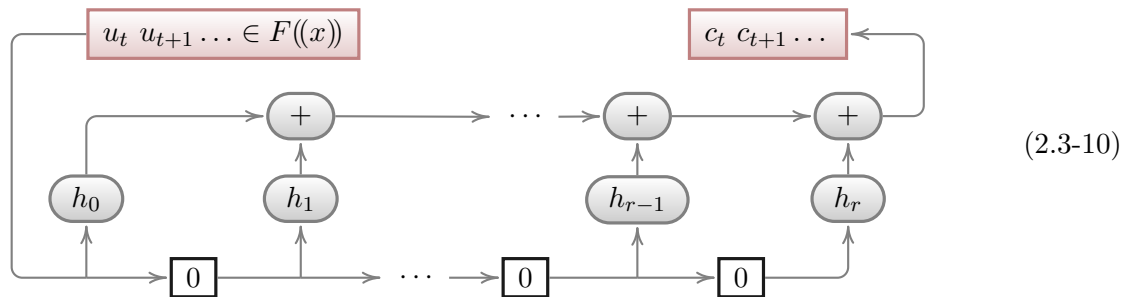 u_t u_{t+1} … ∈ F((x)) c_t c_{t+1} …
+ ⋯ + +
(2.3-10)
h_0 h_1 h_{r−1} h_r
0 ⋯ 0 0